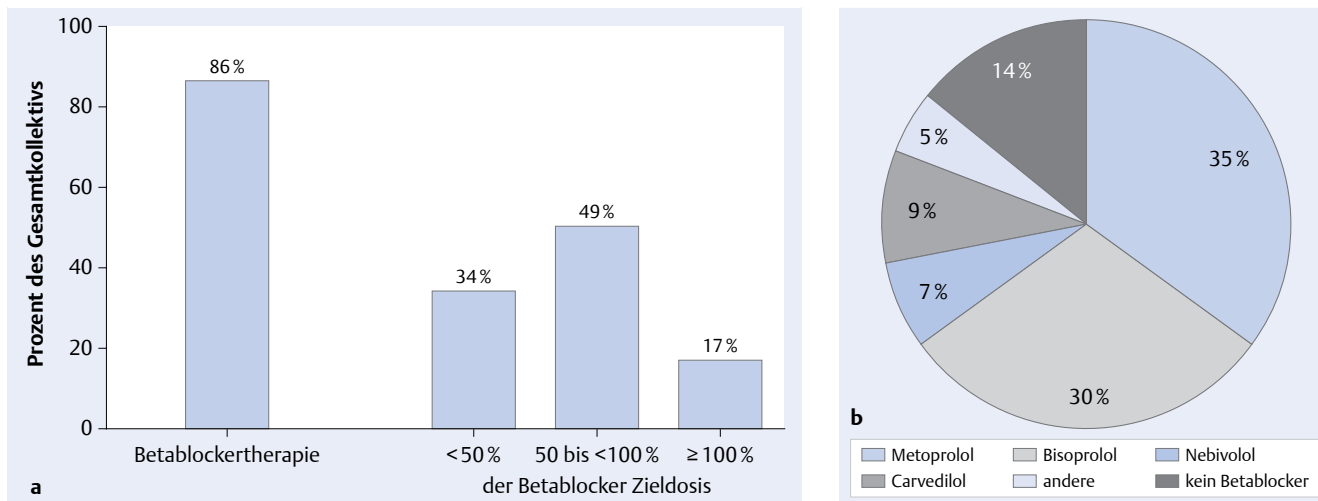 Prozent des Gesamtkollektivs
100
80
60
40
20
0
86 %
34 %
49 %
17 %
Betablockertherapie
<50 %
50 bis <100 %
≥ 100 %
der Betablocker Zieldosis
a
14 %
35 %
5 %
9 %
7 %
30 %
b
Metoprolol
Bisoprolol
Nebivolol
Carvedilol
andere
kein Betablocker